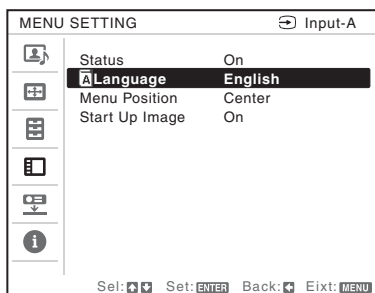 MENU SETTING Input-A
Status On
A Language English
Menu Position Center
Start Up Image On
Sel: Set: ENTER Back: Eixt: MENU